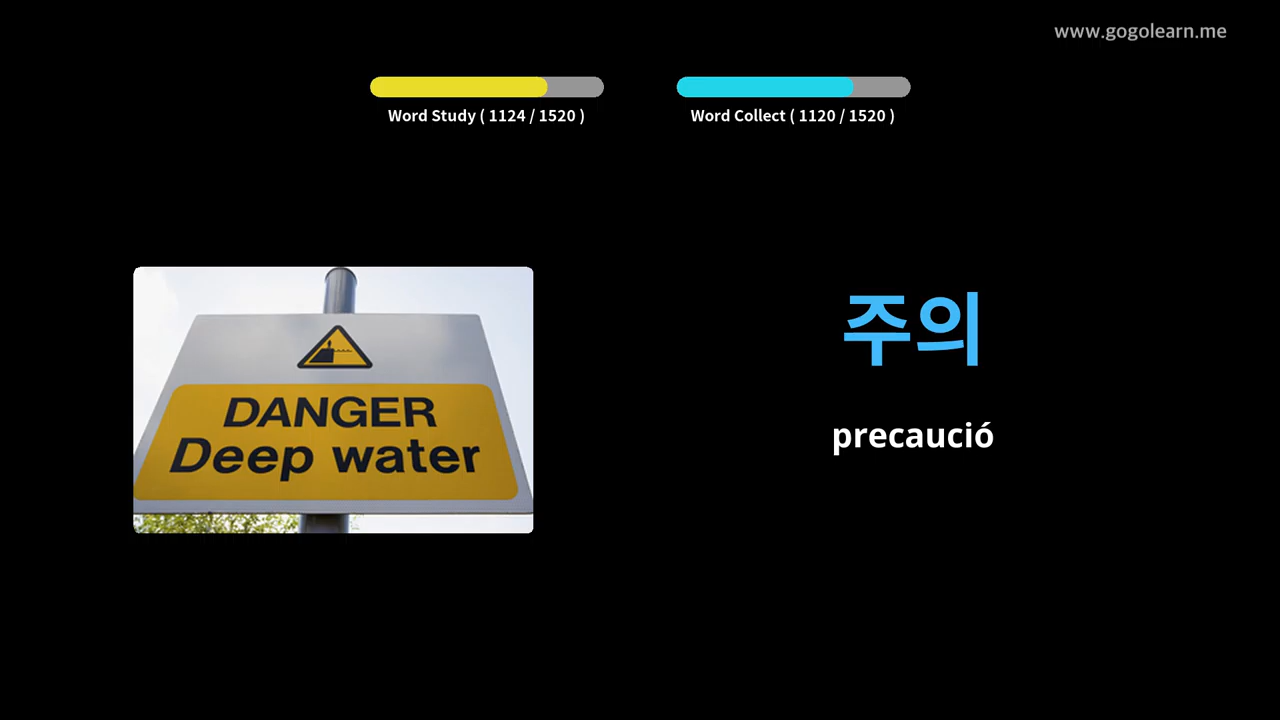 www.gogolearn.me
Word Study ( 1124 / 1520 )
Word Collect ( 1120 / 1520 )
DANGER
Deep water
주의
precaució